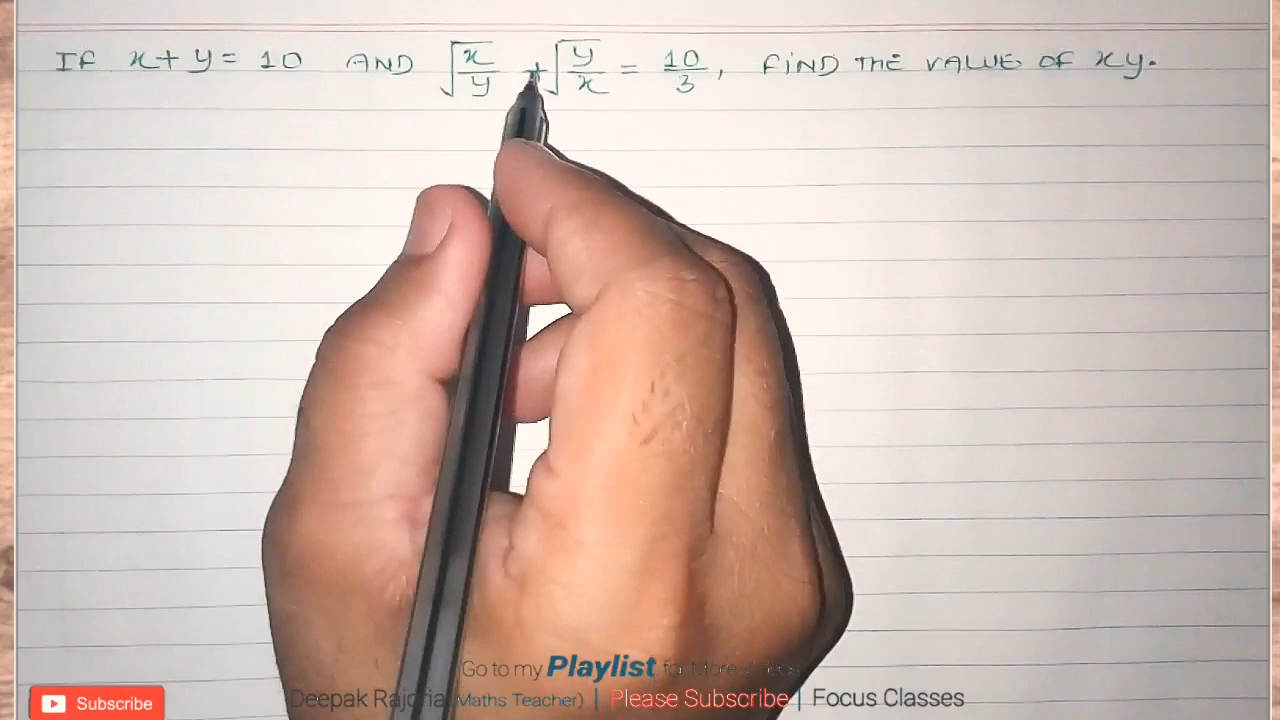 If x + y = 10 AND √(x/y) + √(y/x) = 10/3, FIND THE VALUE OF xy.
Go to my Playlist for More Videos
Deepak Rajoria (Maths Teacher) | Please Subscribe | Focus Classes
Subscribe